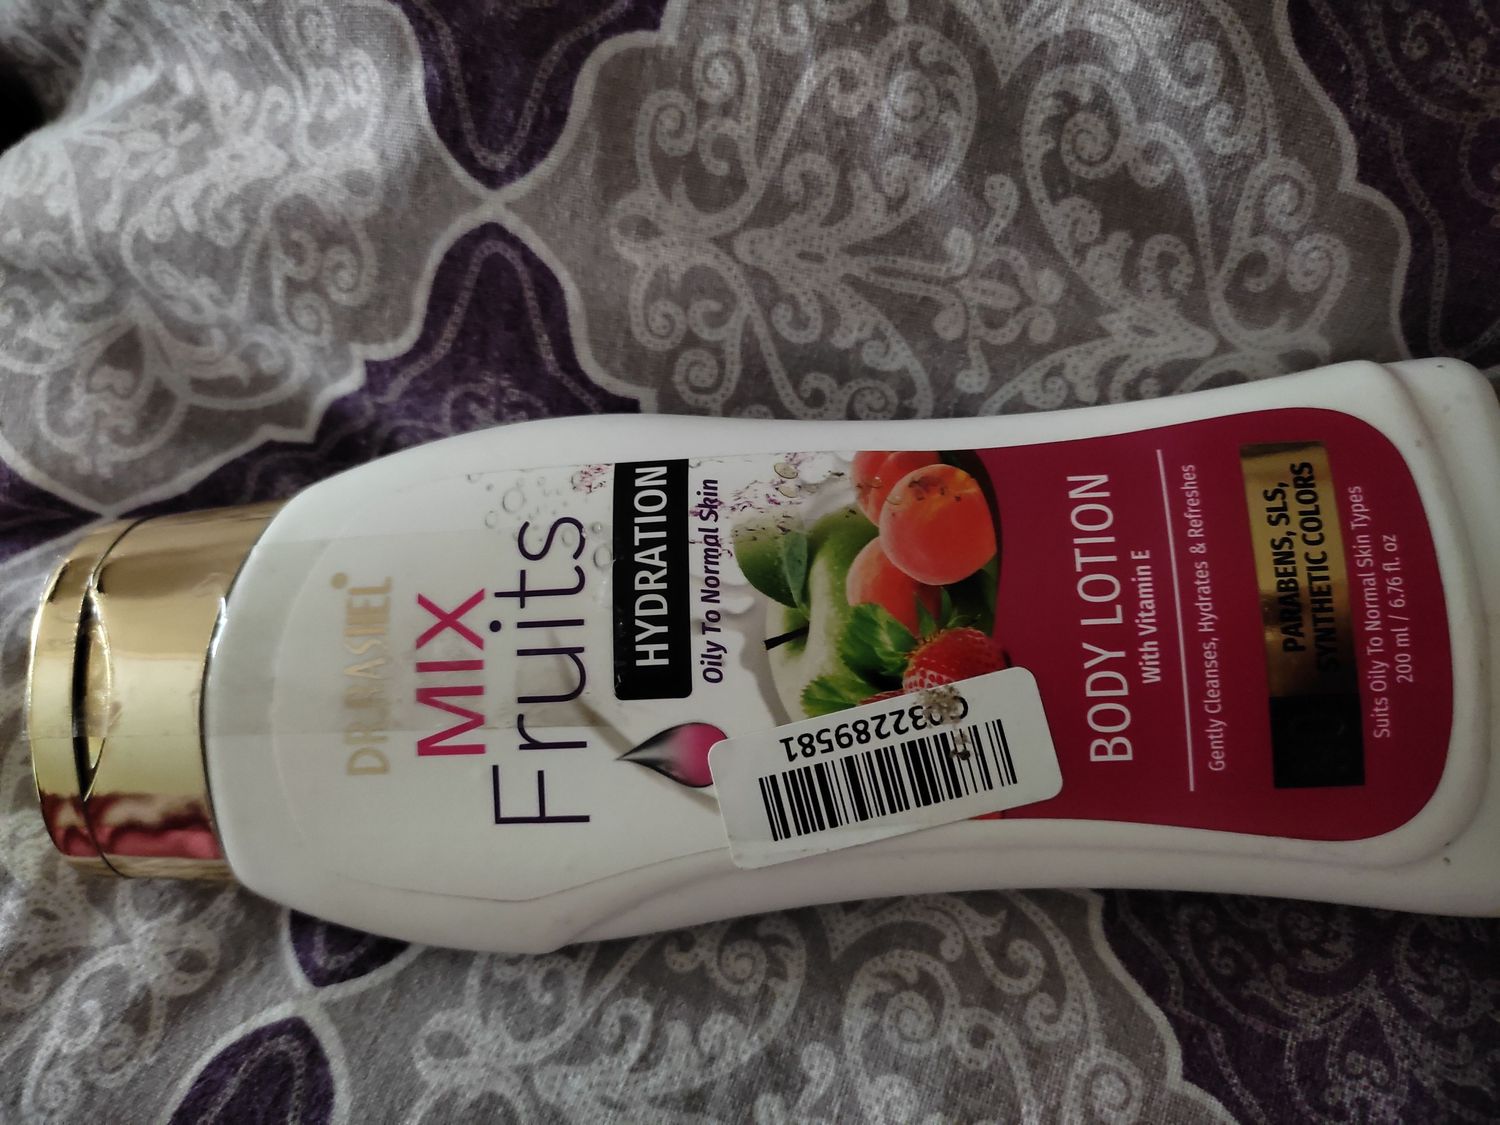 DR.RASHEL
MIX
Fruits
HYDRATION
Oily To Normal Skin
BODY LOTION
With Vitamin E
Gently Cleanses, Hydrates & Refreshes
PARABENS, SLS,
SYNTHETIC COLORS
Suits Oily To Normal Skin Types
200 ml / 6.76 fl. oz